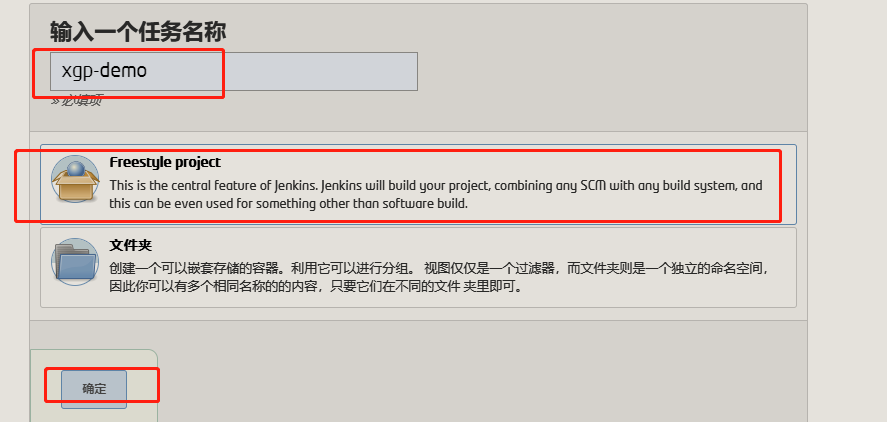 输入一个任务名称
xgp-demo
» 必填项
Freestyle project
This is the central feature of Jenkins. Jenkins will build your project, combining any SCM with any build system, and
this can be even used for something other than software build.
文件夹
创建一个可以嵌套存储的容器。利用它可以进行分组。 视图仅仅是一个过滤器，而文件夹则是一个独立的命名空间，
因此你可以有多个相同名称的的内容，只要它们在不同的文件 夹里即可。
确定